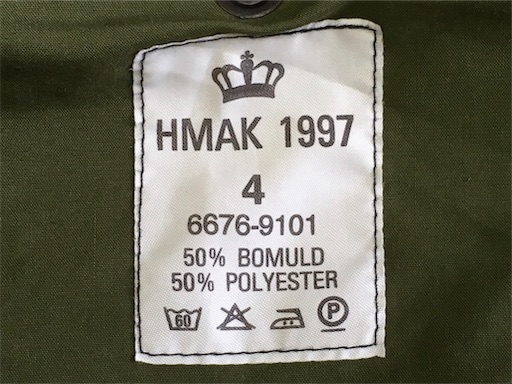 HMAK 1997
4
6676-9101
50% BOMULD
50% POLYESTER
60 P